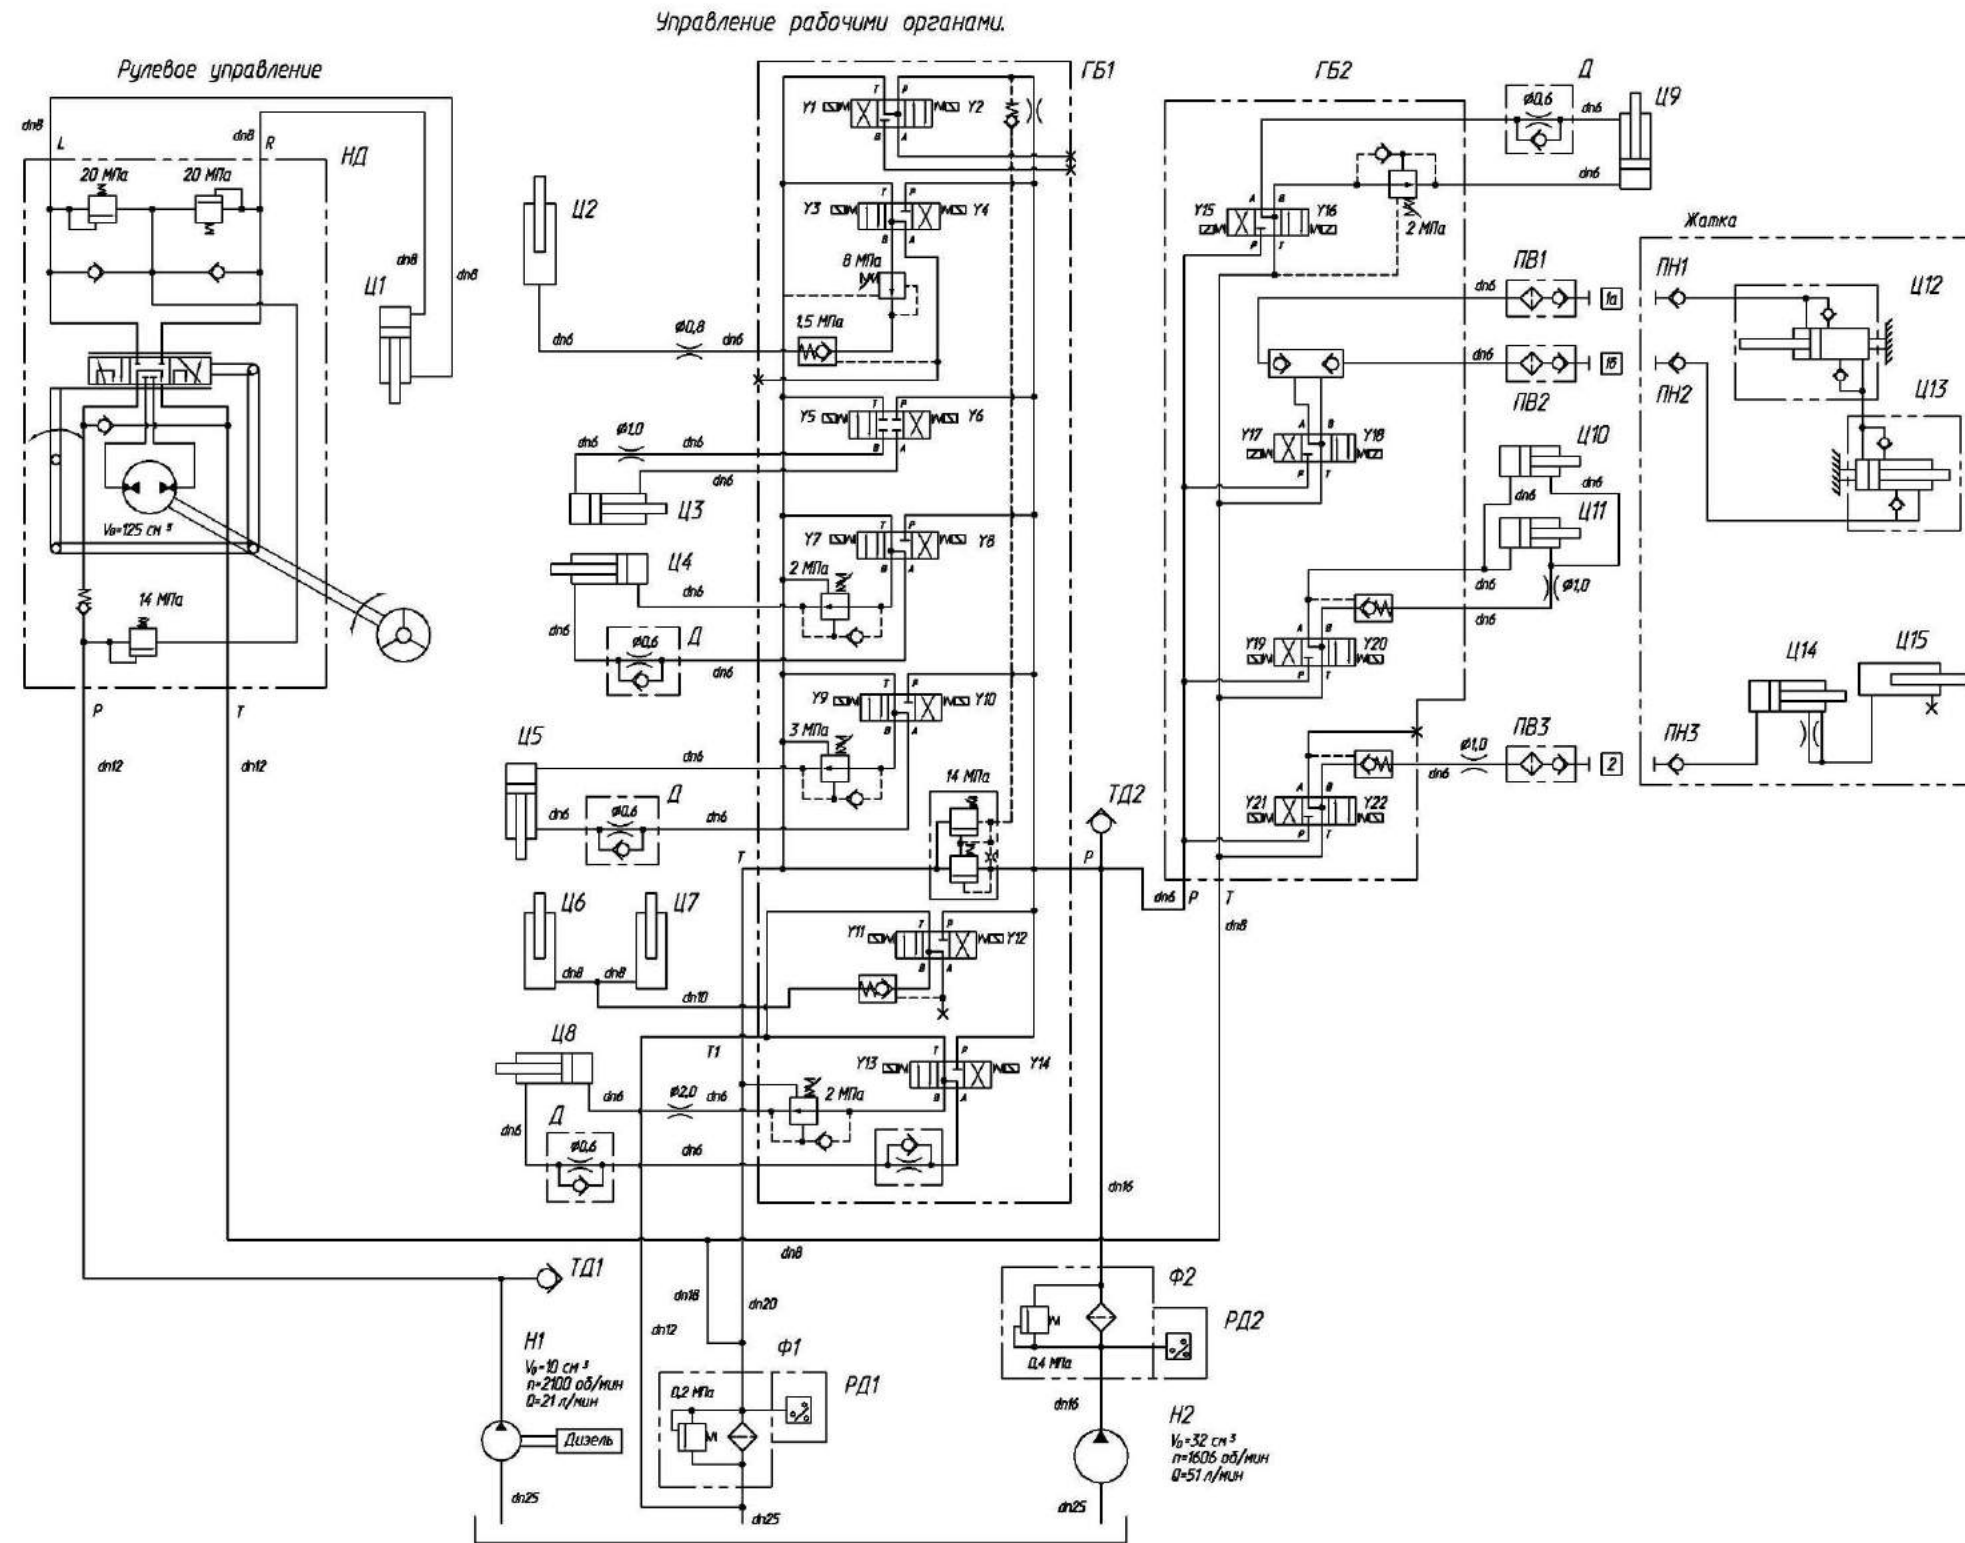 Управление рабочими органами.
Рулевое управление
dn8
L
dn8
R
НД
20 МПа
20 МПа
dn8
dn8
Ц1
V₀=125 см³
14 МПа
P
T
dn12
dn12
ГБ1
Y1
T
P
Y2
B
A
Ц2
Y3
T
P
Y4
B
A
8 МПа
1,5 МПа
dn6
ø0,8
dn6
Y5
T
P
Y6
B
A
dn6
ø1,0
dn6
dn6
Ц3
Y7
T
P
Y8
B
A
Ц4
2 МПа
dn6
dn6
Д
ø0,6
dn6
Y9
T
P
Y10
B
A
3 МПа
Ц5
dn6
dn6
Д
ø0,6
dn6
14 МПа
ТД2
T
P
Ц6
Ц7
dn8
dn8
dn10
Y11
T
P
Y12
B
A
Ц8
T1
Y13
T
P
Y14
B
A
dn6
ø2,0
dn6
2 МПа
dn6
Д
ø0,6
dn6
dn16
dn8
ТД1
dn18
dn20
dn12
Н1
V₀=10 см³
n=2100 об/мин
Q=21 л/мин
Дизель
dn25
Ф1
РД1
0,2 МПа
dn25
Ф2
РД2
0,4 МПа
dn16
Н2
V₀=32 см³
n=1606 об/мин
Q=51 л/мин
dn25
ГБ2
Д
ø0,6
dn6
Ц9
dn6
A
B
Y15
Y16
P
T
2 МПа
ПВ1
dn6
1а
dn6
1б
ПВ2
A
B
Y17
Y18
P
T
Ц10
dn6
dn6
Ц11
dn6
ø1,0
dn6
A
B
Y19
Y20
P
T
ПВ3
ø1,0
dn6
2
A
B
Y21
Y22
P
T
dn6
P
T
dn8
Жатка
ПН1
Ц12
ПН2
Ц13
Ц14
Ц15
ПН3